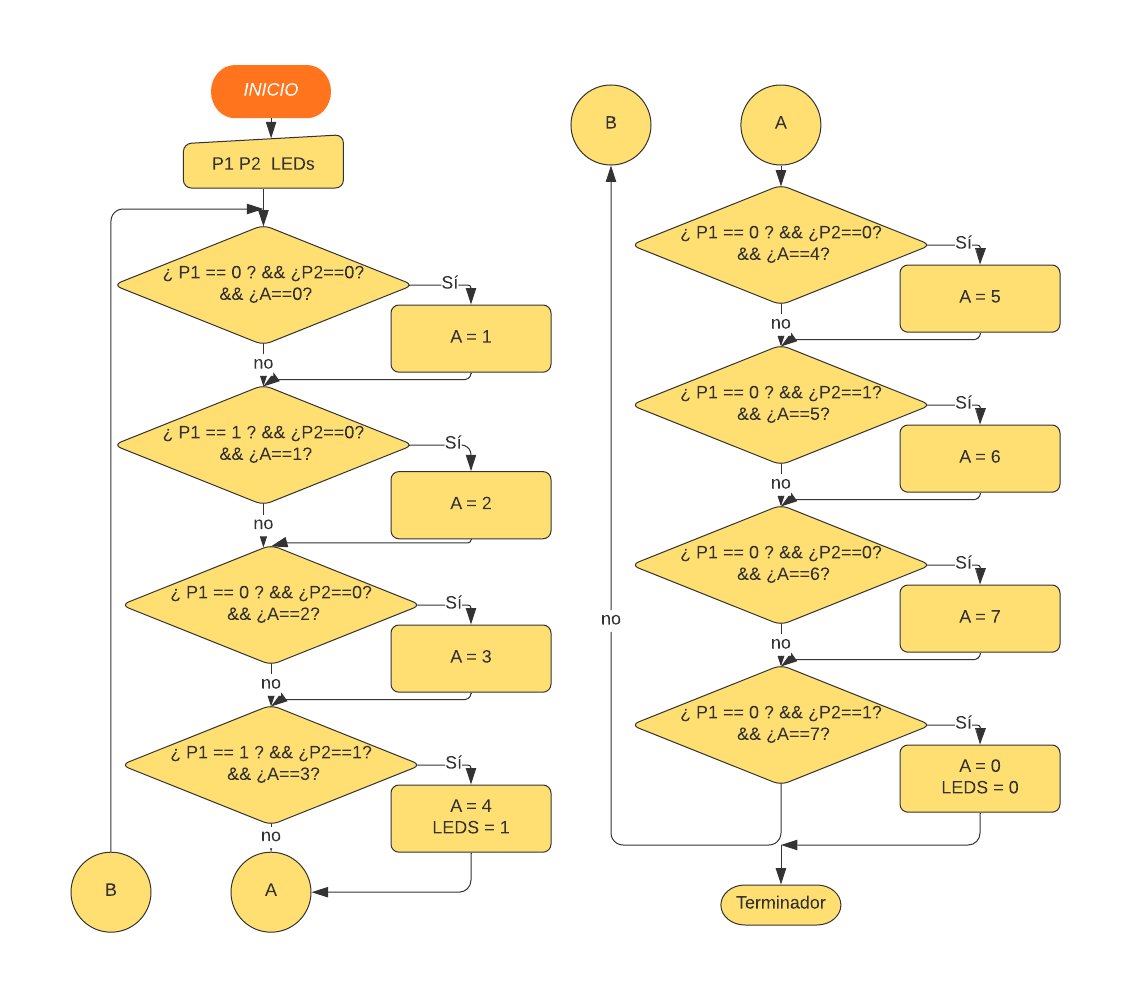 INICIO
P1 P2 LEDs
¿ P1 == 0 ? && ¿P2==0?
&& ¿A==0?
Sí
A = 1
no
¿ P1 == 1 ? && ¿P2==0?
&& ¿A==1?
Sí
A = 2
no
¿ P1 == 0 ? && ¿P2==0?
&& ¿A==2?
Sí
A = 3
no
¿ P1 == 1 ? && ¿P2==1?
&& ¿A==3?
Sí
A = 4
LEDS = 1
no
B
A
B
A
¿ P1 == 0 ? && ¿P2==0?
&& ¿A==4?
Sí
A = 5
no
¿ P1 == 0 ? && ¿P2==1?
&& ¿A==5?
Sí
A = 6
no
¿ P1 == 0 ? && ¿P2==0?
&& ¿A==6?
Sí
A = 7
no
no
¿ P1 == 0 ? && ¿P2==1?
&& ¿A==7?
Sí
A = 0
LEDS = 0
Terminador